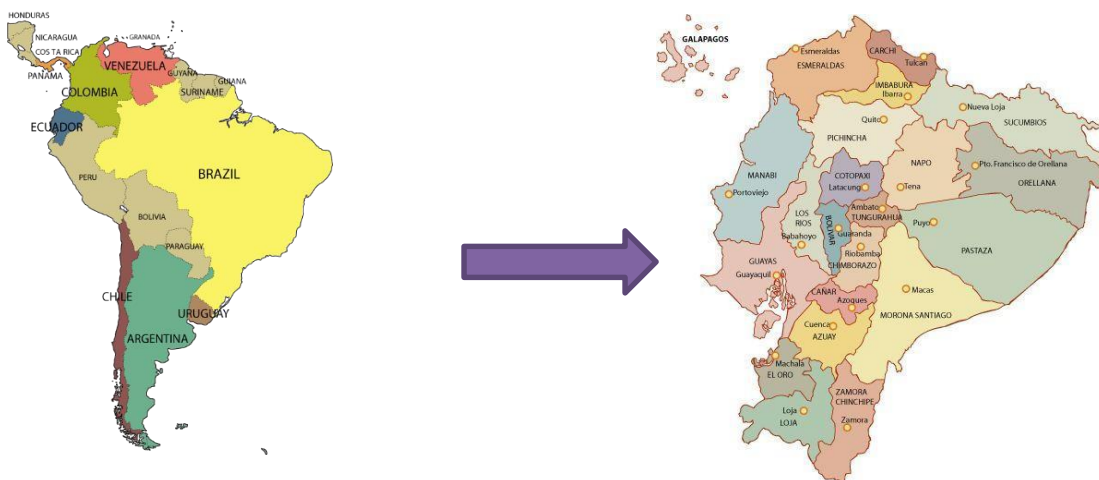 HONDURAS
NICARAGUA
COSTA RICA
PANAMA
GRANADA
VENEZUELA
GUYANA
GUIANA
SURINAME
COLOMBIA
ECUADOR
PERU
BRAZIL
BOLIVIA
PARAGUAY
CHILE
URUGUAY
ARGENTINA
GALAPAGOS
Esmeraldas
ESMERALDAS
CARCHI
Tulcan
IMBABURA
Ibarra
Nueva Loja
SUCUMBIOS
Quito
PICHINCHA
MANABI
Portoviejo
COTOPAXI
Latacung
NAPO
Tena
Pto. Francisco de Orellana
ORELLANA
LOS
RIOS
Babahoyo
BOLIVAR
Guaranda
Ambato
TUNGURAHUA
Puyo
PASTAZA
Riobamba
CHIMBORAZO
GUAYAS
Guayaquil
CAÑAR
Azogues
Macas
MORONA SANTIAGO
Cuenca
AZUAY
Machala
EL ORO
ZAMORA
CHINCHIPE
Loja
LOJA
Zamora